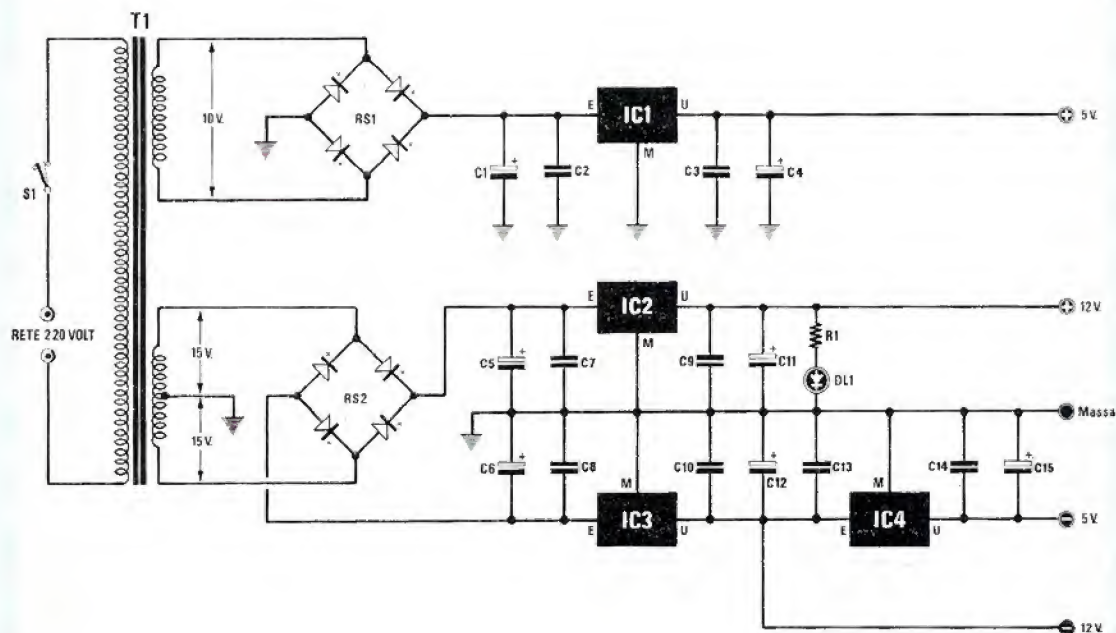 T1
S1
RETE 220 VOLT
10 V.
RS1
C1
+
C2
E
IC1
U
M
C3
C4
+
+
5 V.
15 V.
15 V.
RS2
C5
+
C7
E
IC2
U
M
C9
C11
+
R1
DL1
+
12 V.
Massa
C6
+
C8
M
E
IC3
U
C10
C12
+
C13
M
E
IC4
U
C14
C15
+
-
5 V.
-
12 V.